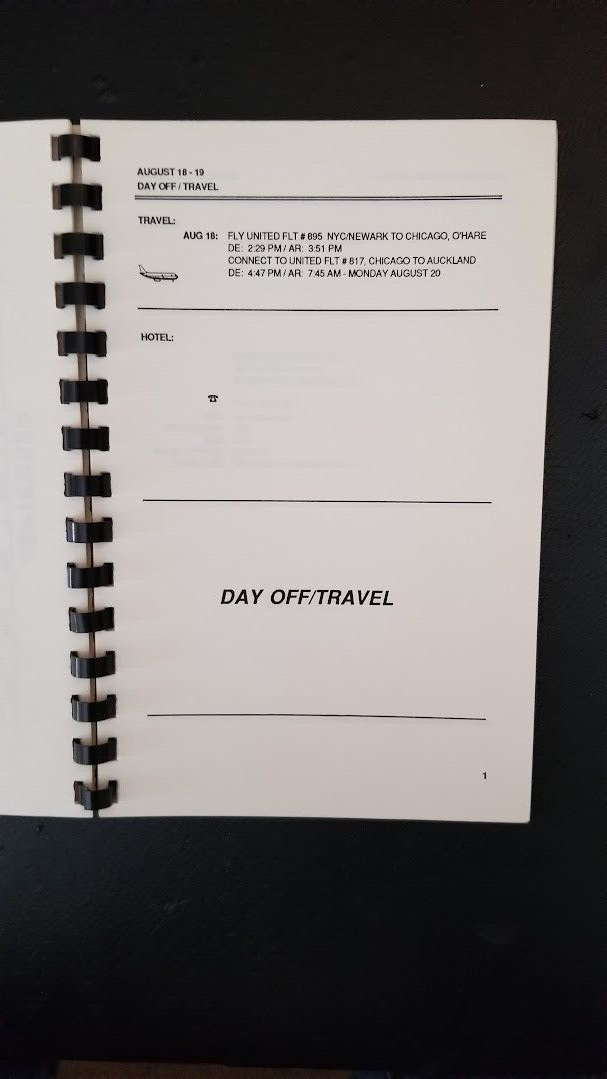 AUGUST 18 - 19
DAY OFF / TRAVEL
TRAVEL:
AUG 18: FLY UNITED FLT # 895 NYC/NEWARK TO CHICAGO, O'HARE
DE: 2:29 PM / AR: 3:51 PM
CONNECT TO UNITED FLT # 817, CHICAGO TO AUCKLAND
DE: 4:47 PM / AR: 7:45 AM - MONDAY AUGUST 20
HOTEL:
☎
DAY OFF/TRAVEL
1